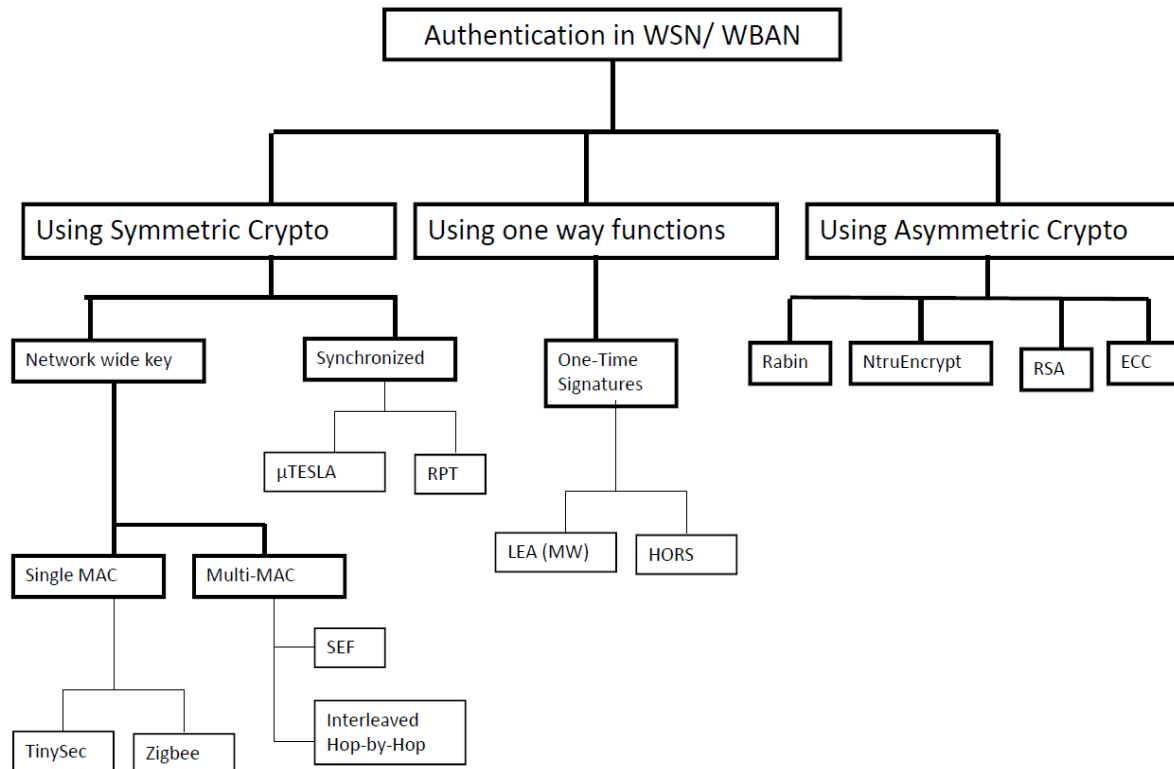 Authentication in WSN/ WBAN
Using Symmetric Crypto
Using one way functions
Using Asymmetric Crypto
Network wide key
Synchronized
One-Time
Signatures
Rabin
NtruEncrypt
RSA
ECC
μTESLA
RPT
LEA (MW)
HORS
Single MAC
Multi-MAC
SEF
Interleaved
Hop-by-Hop
TinySec
Zigbee